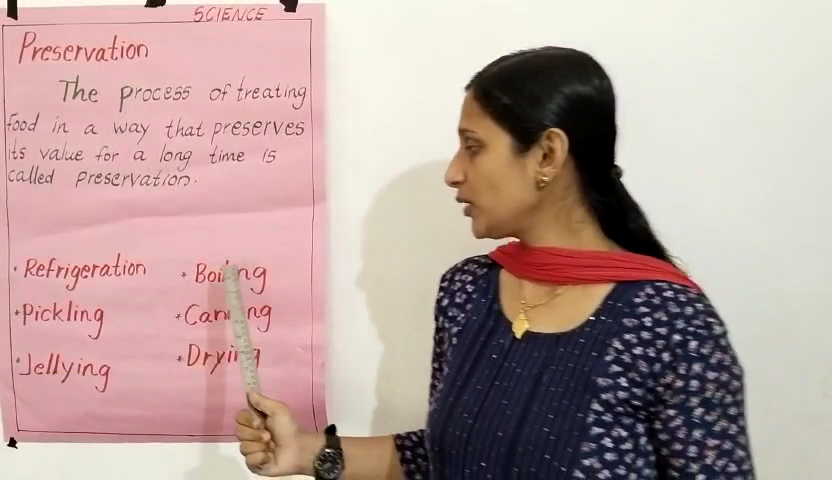 SCIENCE
Preservation
The process of treating
food in a way that preserves
its value for a long time is
called preservation.
* Refrigeration
* Boiling
* Pickling
* Canning
* Jellying
* Drying